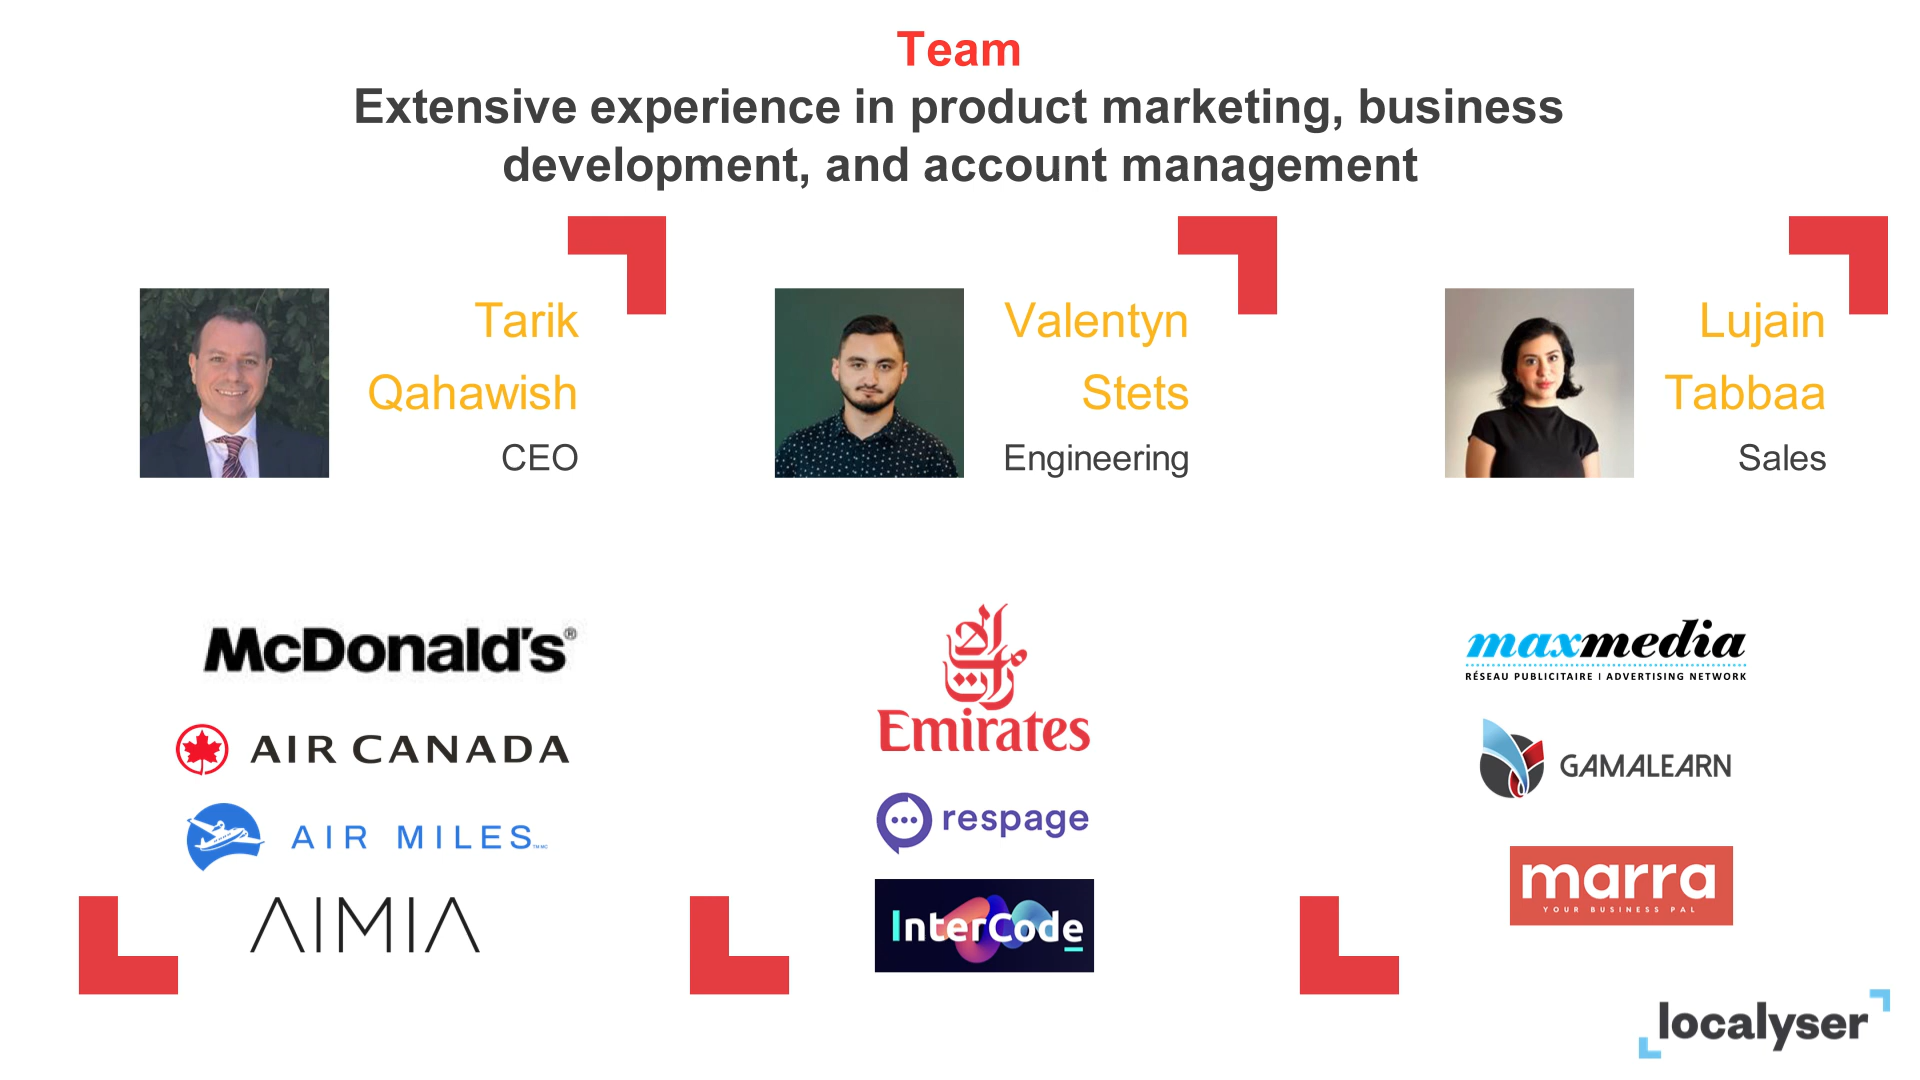 Team
Extensive experience in product marketing, business
development, and account management
Tarik
Qahawish
CEO
Valentyn
Stets
Engineering
Lujain
Tabbaa
Sales
McDonald's®
AIR CANADA
AIR MILES™MC
AIMIA
الإمارات
Emirates
respage
InterCode
maxmedia
RÉSEAU PUBLICITAIRE | ADVERTISING NETWORK
GAMALEARN
marra
YOUR BUSINESS PAL
localyser